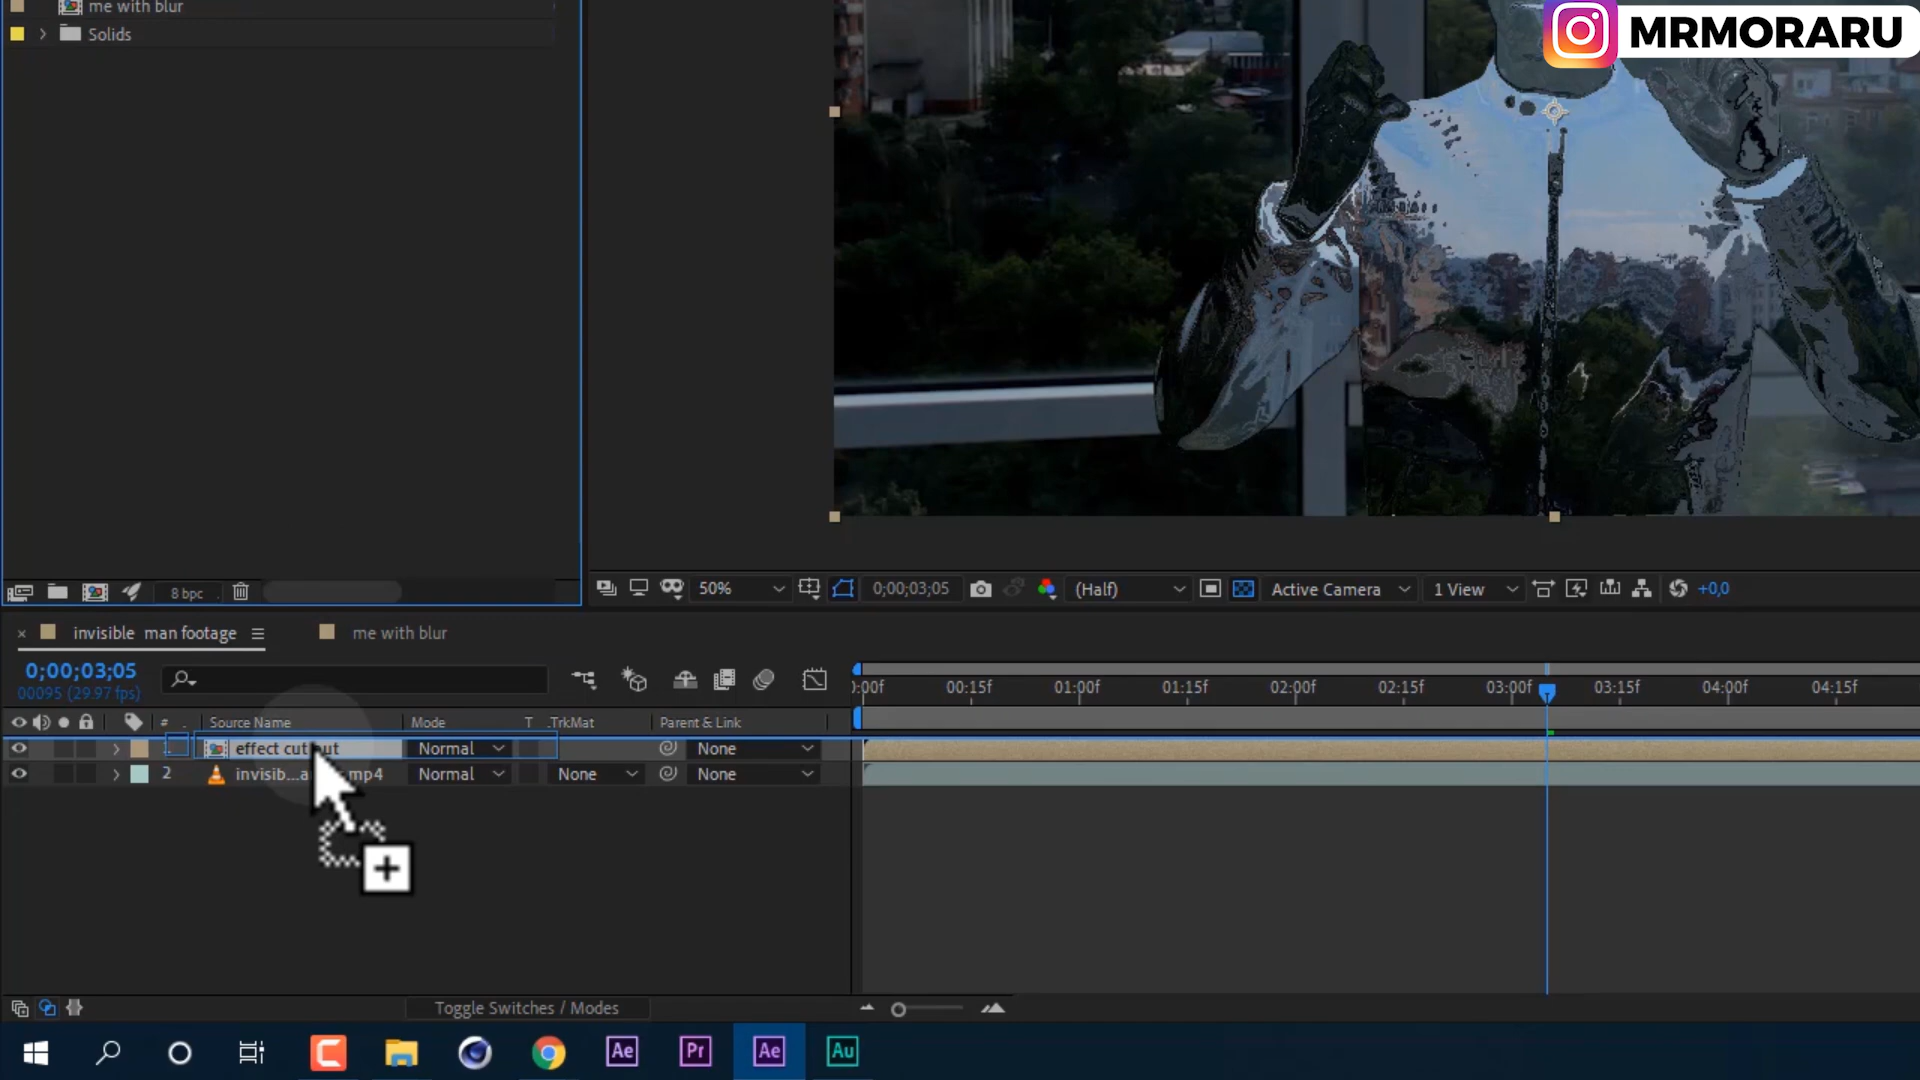 me with blur
MRMORARU
Solids
8 bpc
50%
0;00;03;05
(Half)
Active Camera
1 View
+0,0
invisible man footage
me with blur
0;00;03;05
00095 (29.97 fps)
:00f 00:15f 01:00f 01:15f 02:00f 02:15f 03:00f 03:15f 04:00f 04:15f
# Source Name Mode T .TrkMat Parent & Link
effect cut out Normal None
2 invisib...a mp4 Normal None None
Toggle Switches / Modes
Ae Pr Ae Au